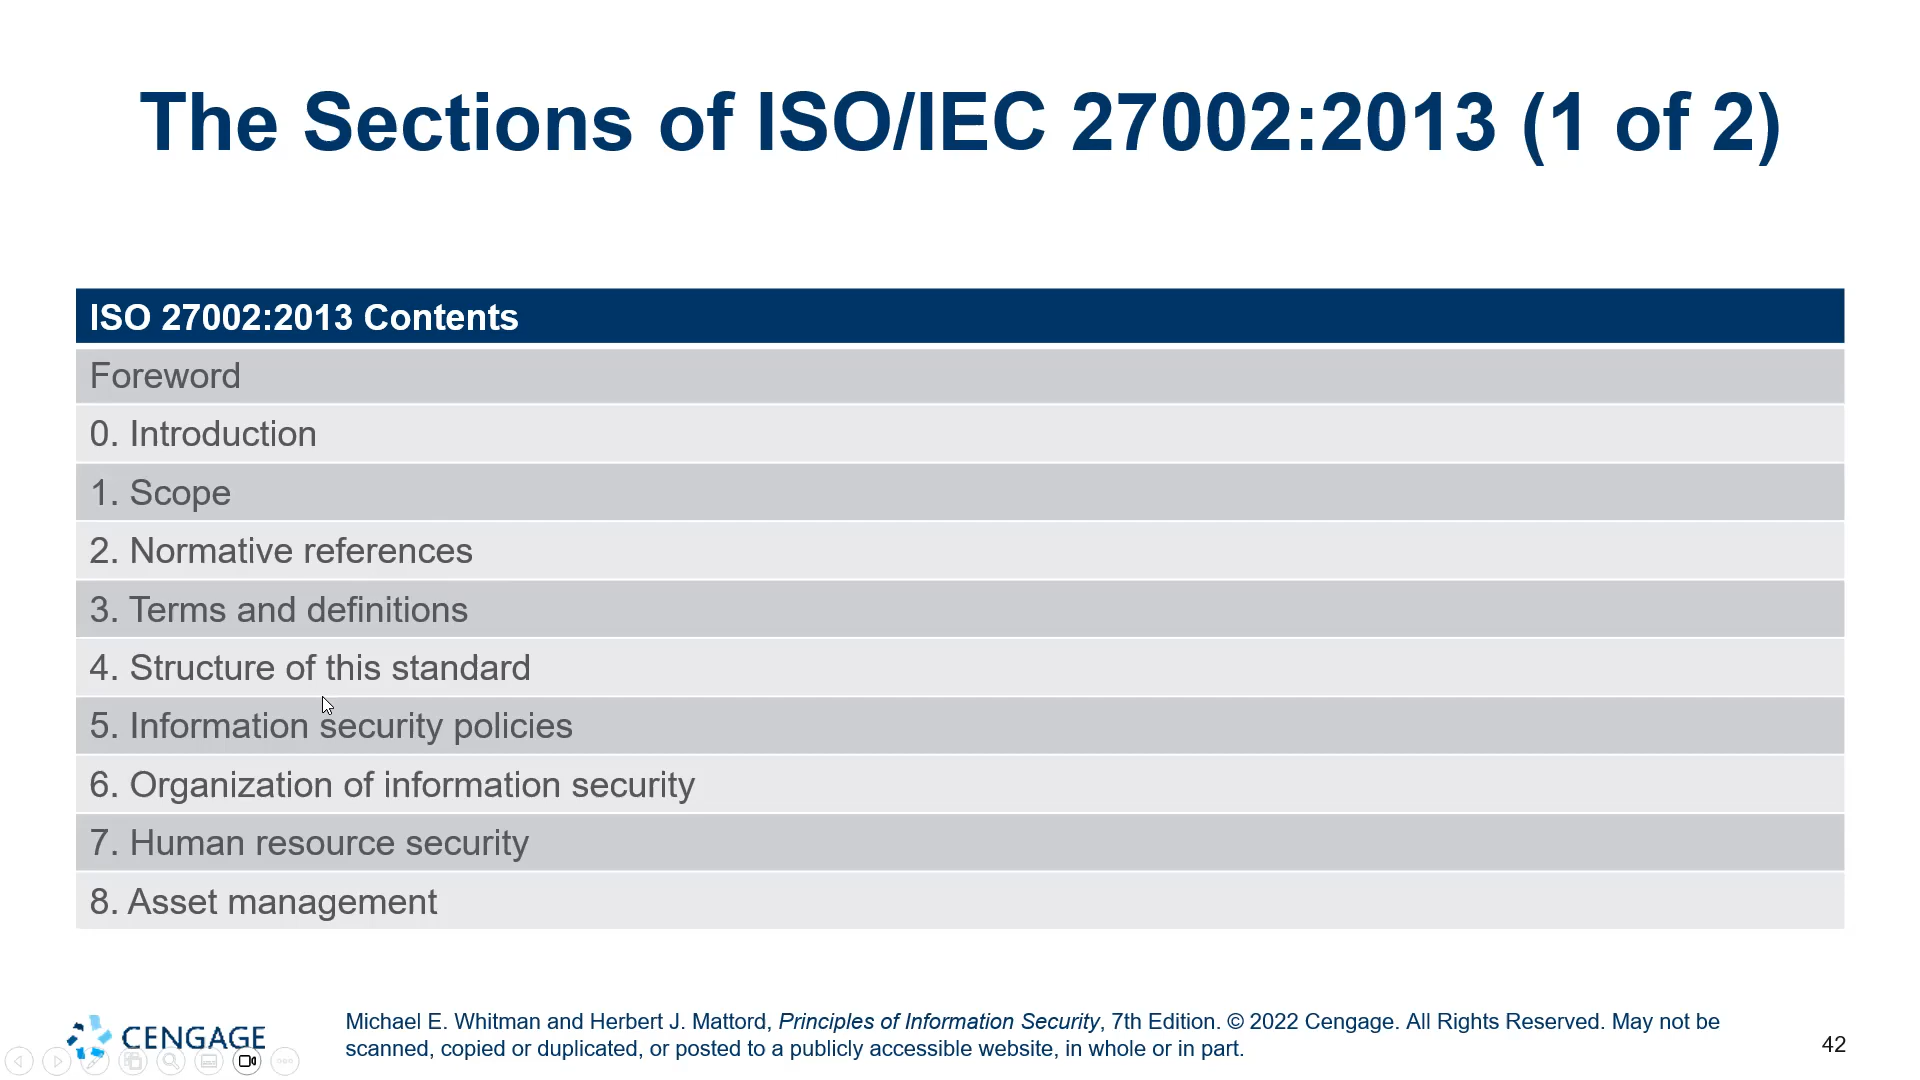 The Sections of ISO/IEC 27002:2013 (1 of 2)
ISO 27002:2013 Contents
Foreword
0. Introduction
1. Scope
2. Normative references
3. Terms and definitions
4. Structure of this standard
5. Information security policies
6. Organization of information security
7. Human resource security
8. Asset management
CENGAGE
Michael E. Whitman and Herbert J. Mattord, Principles of Information Security, 7th Edition. © 2022 Cengage. All Rights Reserved. May not be
scanned, copied or duplicated, or posted to a publicly accessible website, in whole or in part.
42